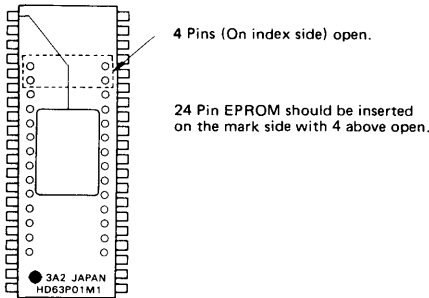 4 Pins (On index side) open.
24 Pin EPROM should be inserted
on the mark side with 4 above open.
3A2 JAPAN
HD63P01M1